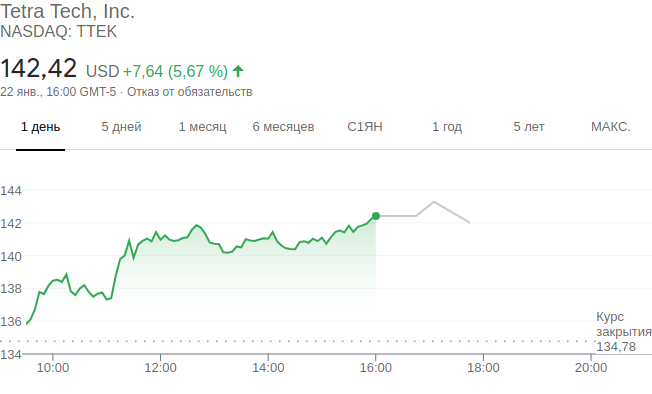 Tetra Tech, Inc.
NASDAQ: TTEK
142,42 USD +7,64 (5,67 %)
22 янв., 16:00 GMT-5 · Отказ от обязательств
1 день 5 дней 1 месяц 6 месяцев С1ЯН 1 год 5 лет МАКС.
144
142
140
138
136
Курс
закрытия
134,78
134
10:00 12:00 14:00 16:00 18:00 20:00